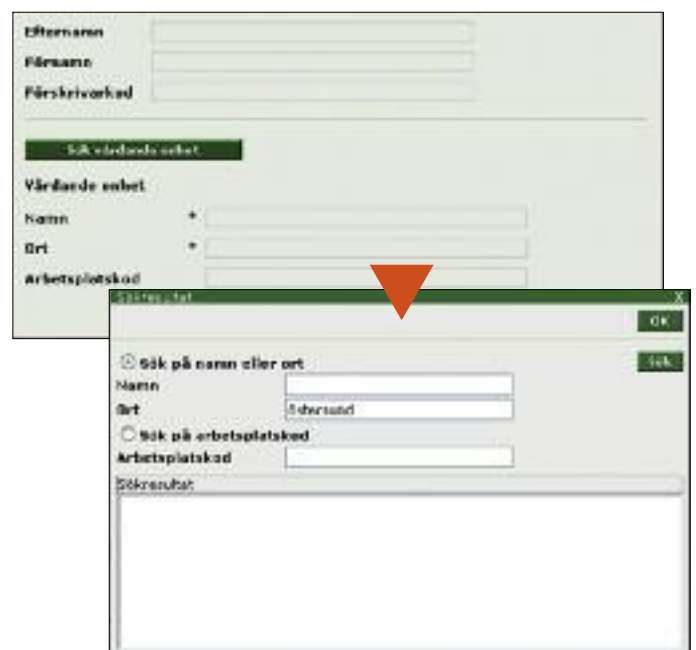 Efternamn
Förnamn
Förskrivarkod
Sök vårdande enhet
Vårdande enhet
Namn *
Ort *
Arbetsplatskod
Sökresultat X
OK
Sök på namn eller ort Sök
Namn
Ort Östersund
Sök på arbetsplatskod
Arbetsplatskod
Sökresultat